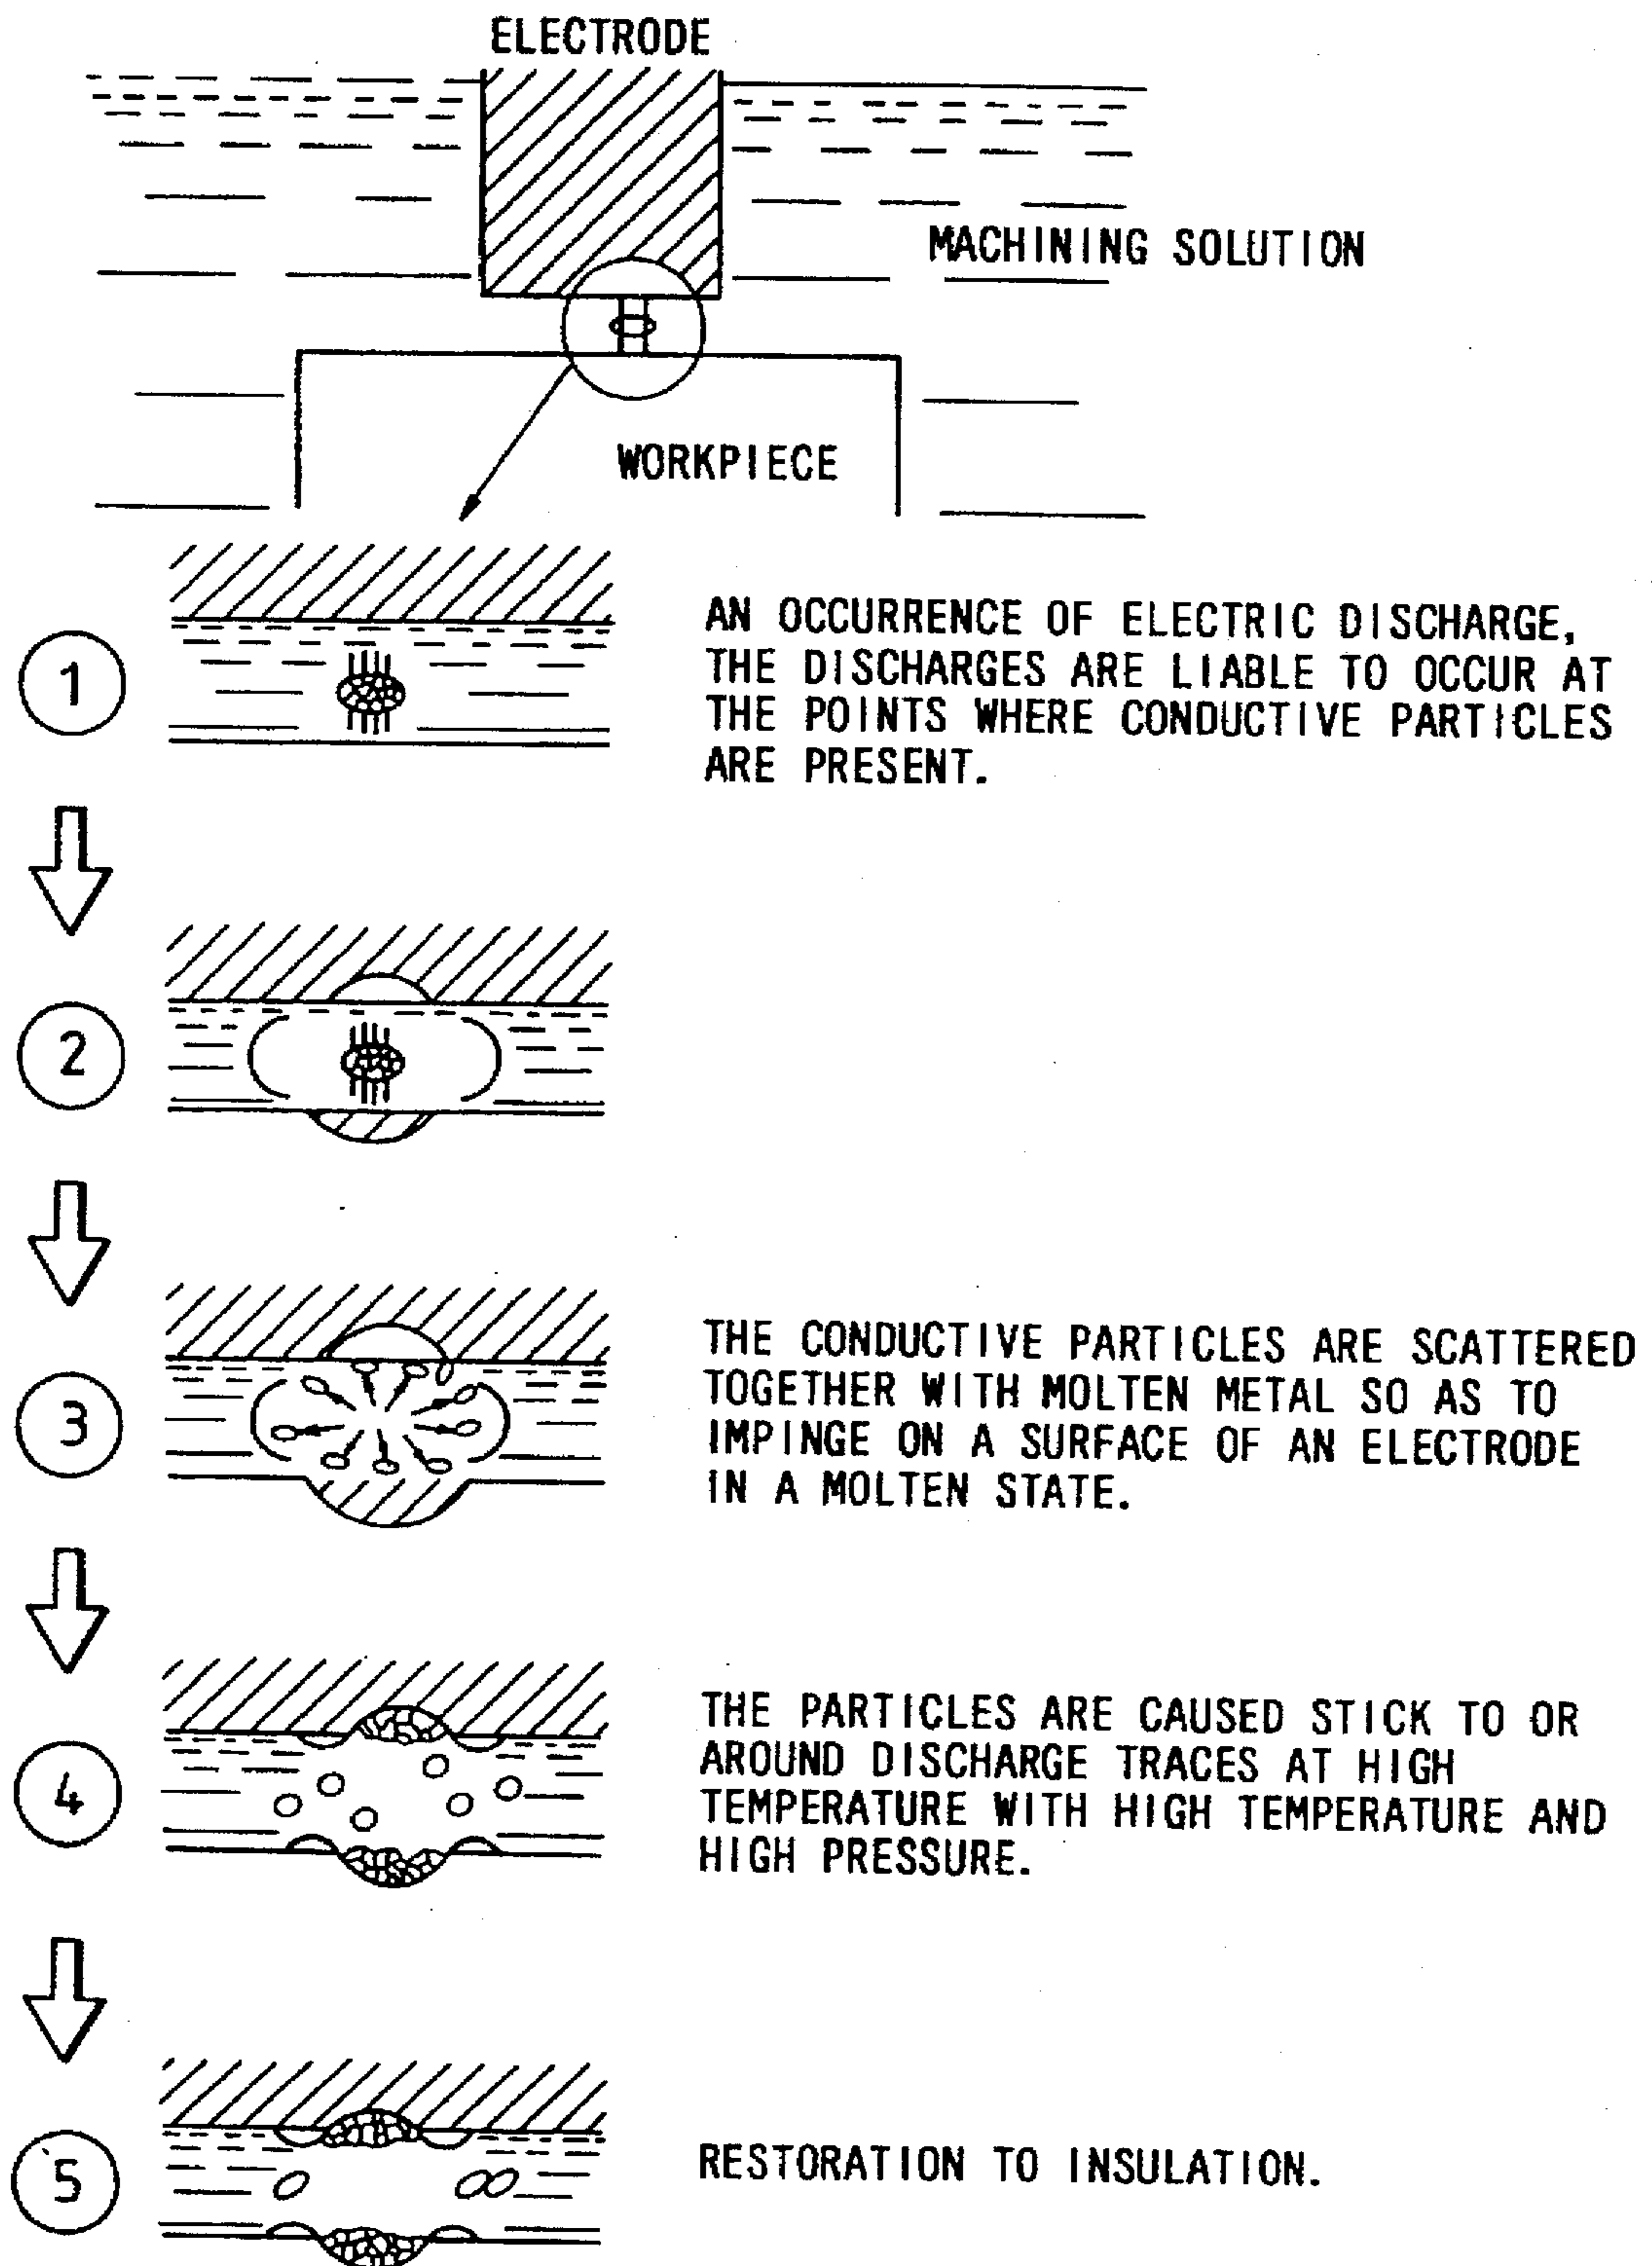 ELECTRODE
MACHINING SOLUTION
WORKPIECE
1
AN OCCURRENCE OF ELECTRIC DISCHARGE,
THE DISCHARGES ARE LIABLE TO OCCUR AT
THE POINTS WHERE CONDUCTIVE PARTICLES
ARE PRESENT.
2
3
THE CONDUCTIVE PARTICLES ARE SCATTERED
TOGETHER WITH MOLTEN METAL SO AS TO
IMPINGE ON A SURFACE OF AN ELECTRODE
IN A MOLTEN STATE.
4
THE PARTICLES ARE CAUSED STICK TO OR
AROUND DISCHARGE TRACES AT HIGH
TEMPERATURE WITH HIGH TEMPERATURE AND
HIGH PRESSURE.
5
RESTORATION TO INSULATION.